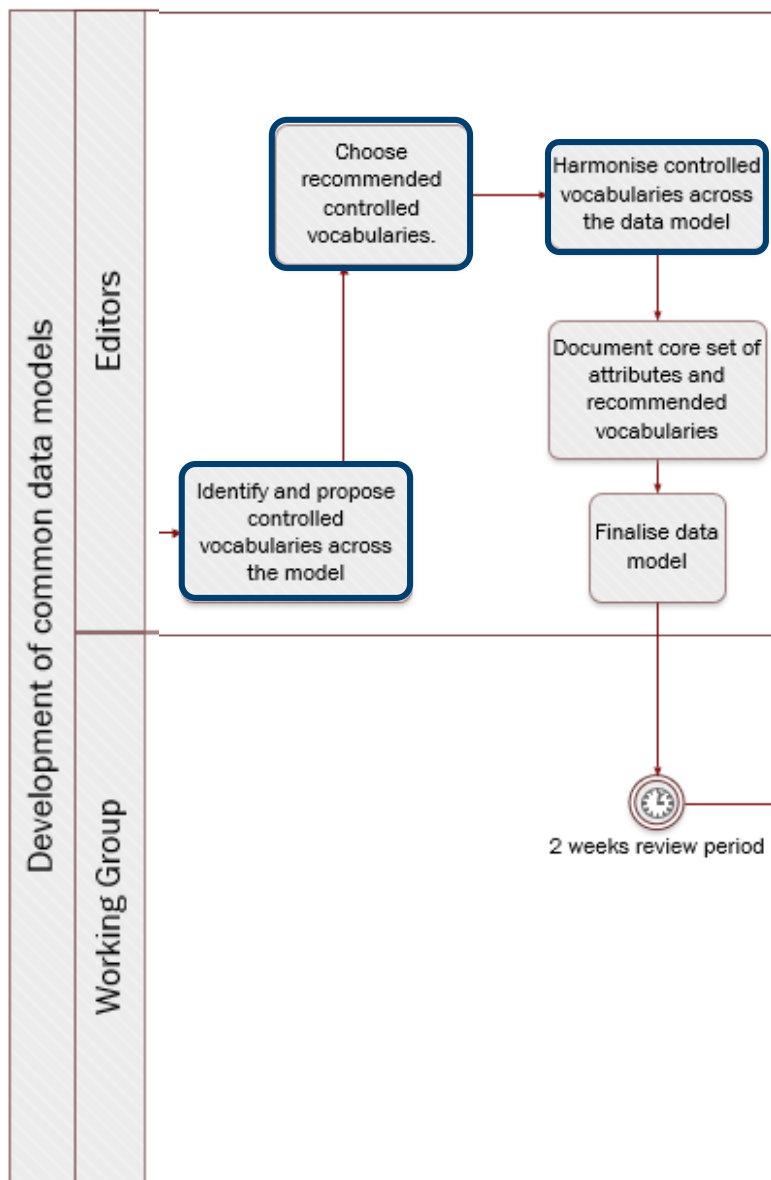 Development of common data models
Editors
Choose
recommended
controlled
vocabularies.
Harmonise controlled
vocabularies across
the data model
Document core set of
attributes and
recommended
vocabularies
Identify and propose
controlled
vocabularies across
the model
Finalise data
model
Working Group
2 weeks review period